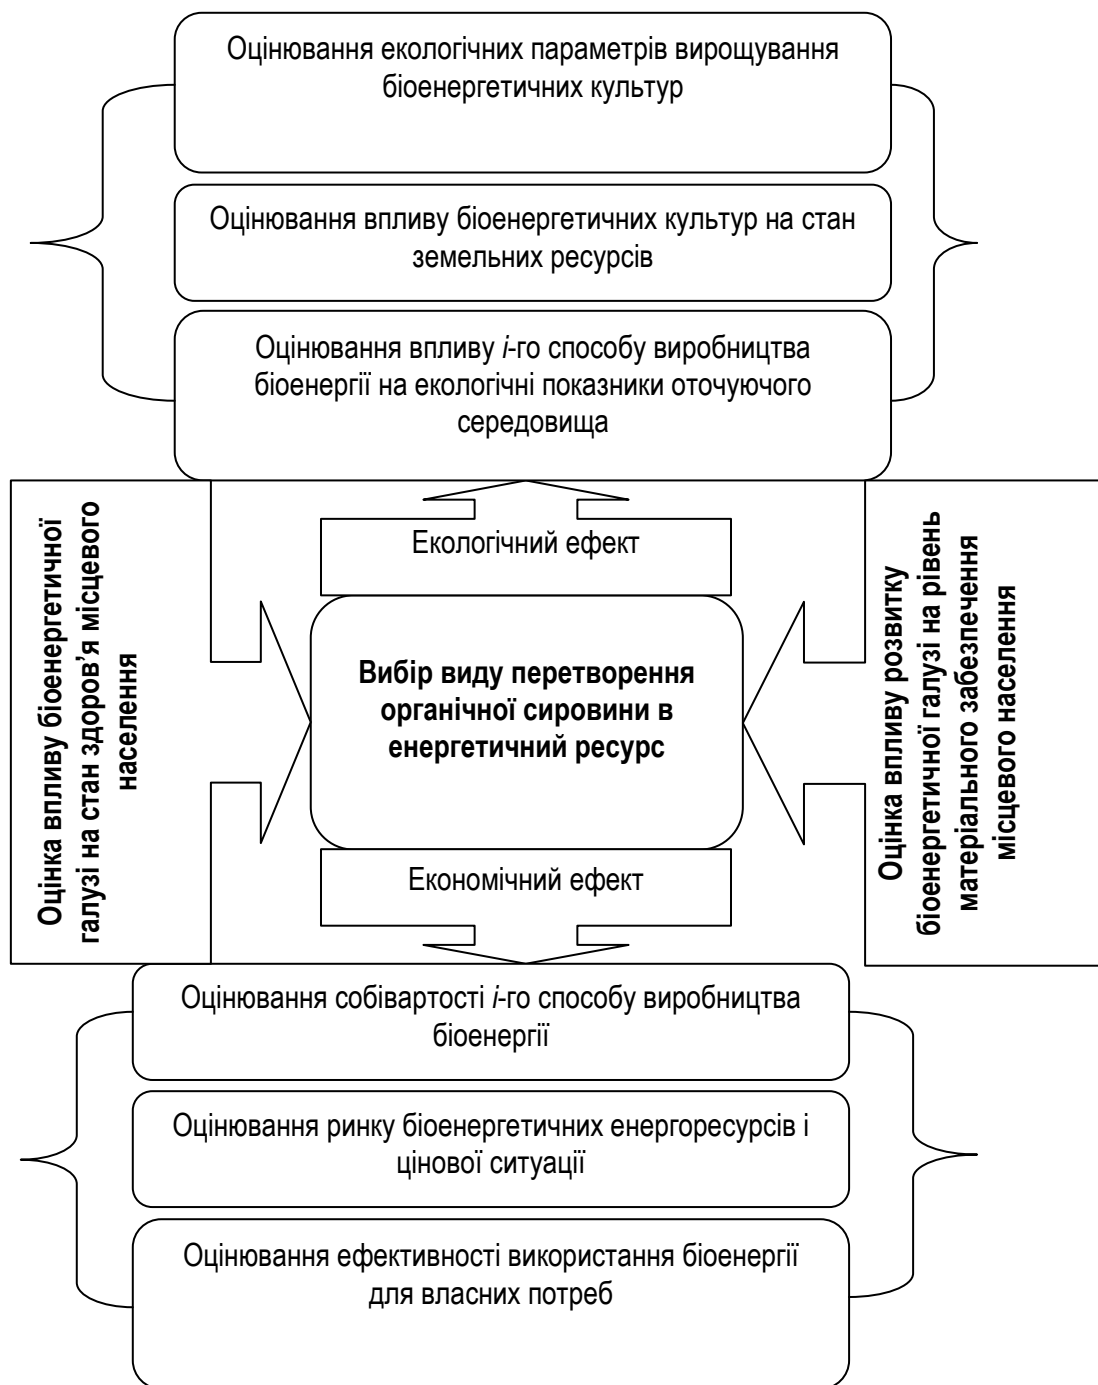 Оцінювання екологічних параметрів вирощування
біоенергетичних культур
Оцінювання впливу біоенергетичних культур на стан
земельних ресурсів
Оцінювання впливу і-го способу виробництва
біоенергії на екологічні показники оточуючого
середовища
Оцінка впливу біоенергетичної
галузі на стан здоров’я місцевого
населення
Екологічний ефект
Вибір виду перетворення
органічної сировини в
енергетичний ресурс
Економічний ефект
Оцінка впливу розвитку
біоенергетичної галузі на рівень
матеріального забезпечення
місцевого населення
Оцінювання собівартості і-го способу виробництва
біоенергії
Оцінювання ринку біоенергетичних енергоресурсів і
цінової ситуації
Оцінювання ефективності використання біоенергії
для власних потреб